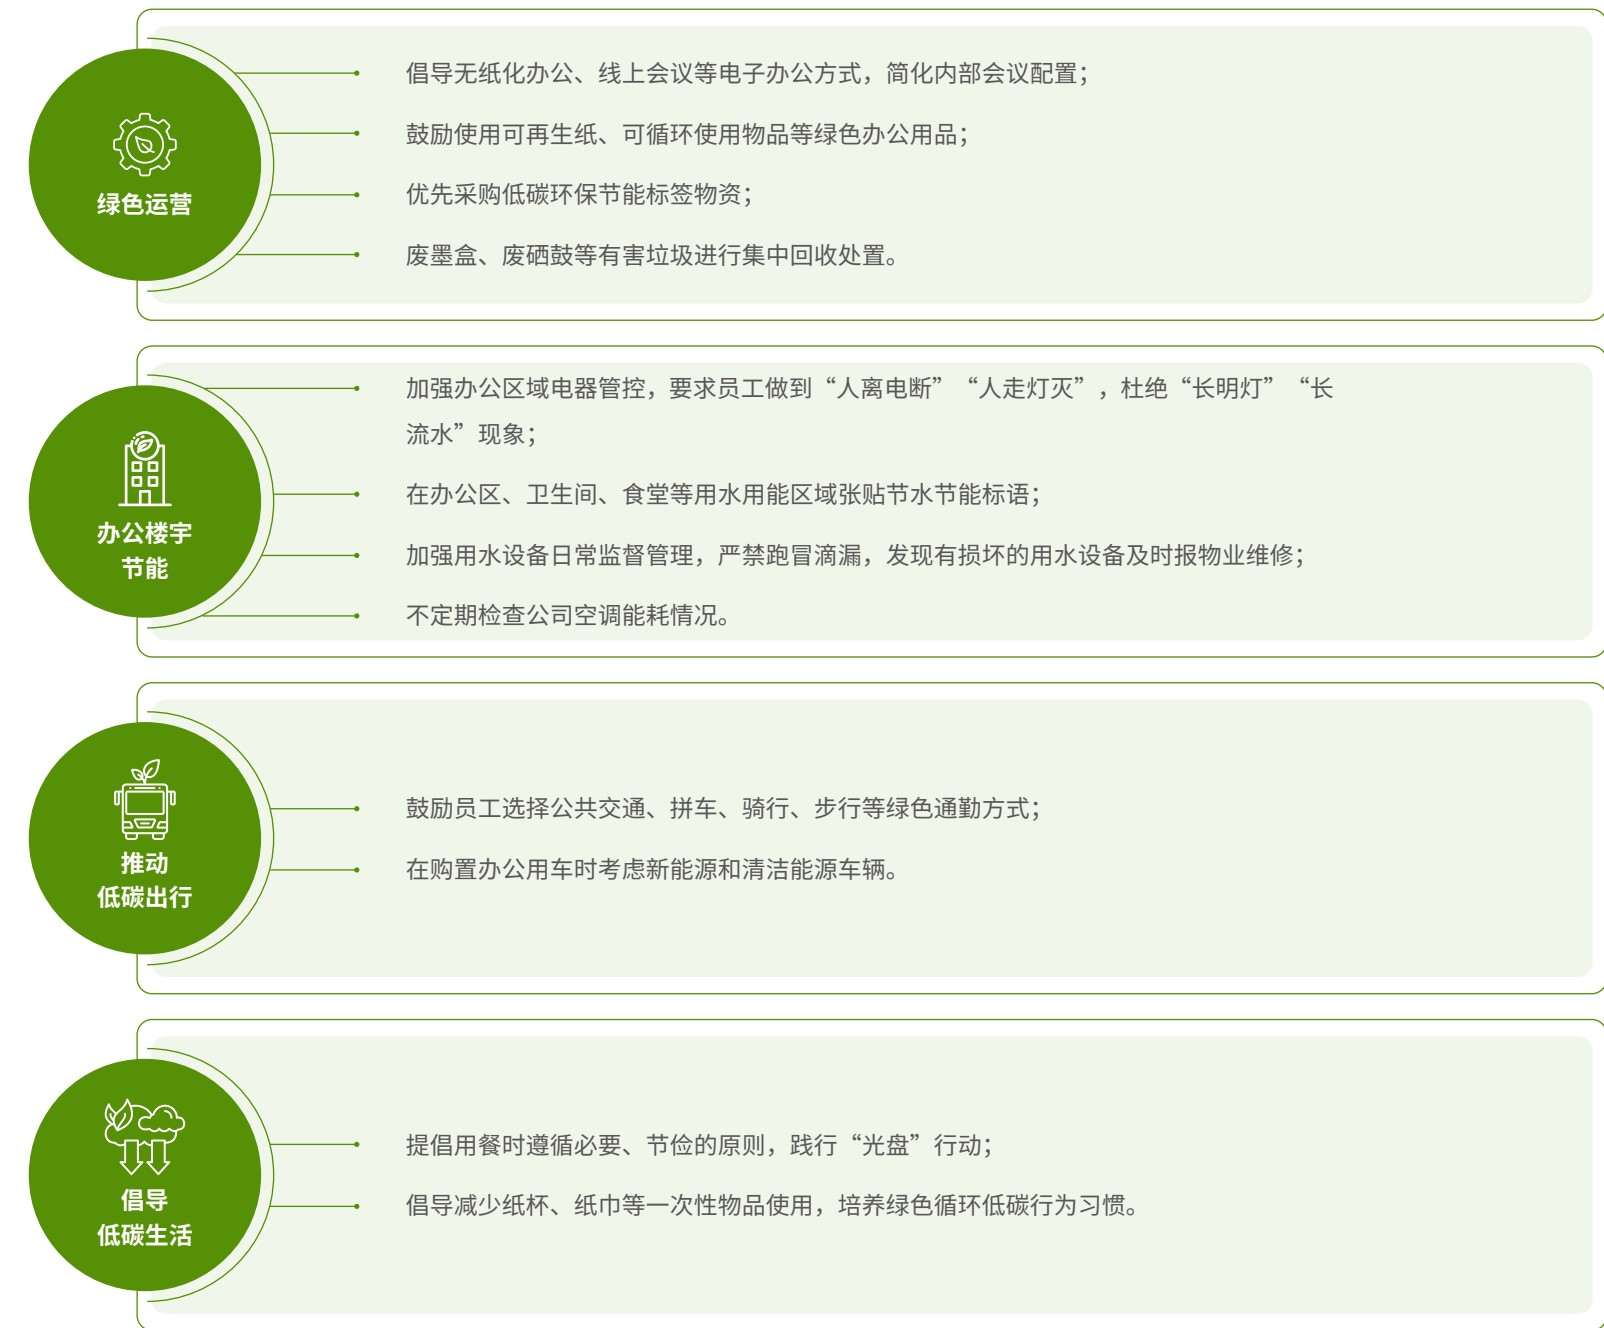 绿色运营
倡导无纸化办公、线上会议等电子办公方式，简化内部会议配置；
鼓励使用可再生纸、可循环使用物品等绿色办公用品；
优先采购低碳环保节能标签物资；
废墨盒、废硒鼓等有害垃圾进行集中回收处置。
办公楼宇
节能
加强办公区域电器管控，要求员工做到“人离电断”“人走灯灭”，杜绝“长明灯”“长
流水”现象；
在办公区、卫生间、食堂等用水用能区域张贴节水节能标语；
加强用水设备日常监督管理，严禁跑冒滴漏，发现有损坏的用水设备及时报物业维修；
不定期检查公司空调能耗情况。
推动
低碳出行
鼓励员工选择公共交通、拼车、骑行、步行等绿色通勤方式；
在购置办公用车时考虑新能源和清洁能源车辆。
倡导
低碳生活
提倡用餐时遵循必要、节俭的原则，践行“光盘”行动；
倡导减少纸杯、纸巾等一次性物品使用，培养绿色循环低碳行为习惯。